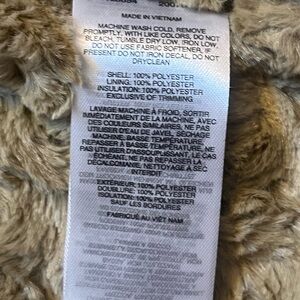 MADE IN VIETNAM
MACHINE WASH COLD, REMOVE
PROMPTLY, WITH LIKE COLORS, DO NOT
BLEACH, TUMBLE DRY LOW, IRON LOW,
DO NOT USE FABRIC SOFTENER, IF
PRESENT DO NOT IRON DECAL, DO NOT
DRYCLEAN
SHELL: 100% POLYESTER
LINING: 100% POLYESTER
INSULATION: 100% POLYESTER
EXCLUSIVE OF TRIMMING
LAVAGE MACHINE À FROID, SORTIR
IMMÉDIATEMENT DE LA MACHINE, AVEC
DES COULEURS SIMILAIRES, NE PAS
UTILISER D'EAU DE JAVEL, SÉCHAGE
MACHINE, BASSE TEMPÉRATURE,
REPASSER À BASSE TEMPÉRATURE, NE
PAS UTILISER D'ASSOUPLISSANT, LE CAS
ÉCHÉANT NE PAS REPASSER LA
DÉCALCOMANIE, NETTOYAGE À SEC
INTERDIT
EXTÉRIEUR: 100% POLYESTER
DOUBLURE: 100% POLYESTER
ISOLATION: 100% POLYESTER
SAUF LES BORDURES
FABRIQUÉ AU VIÊT NAM